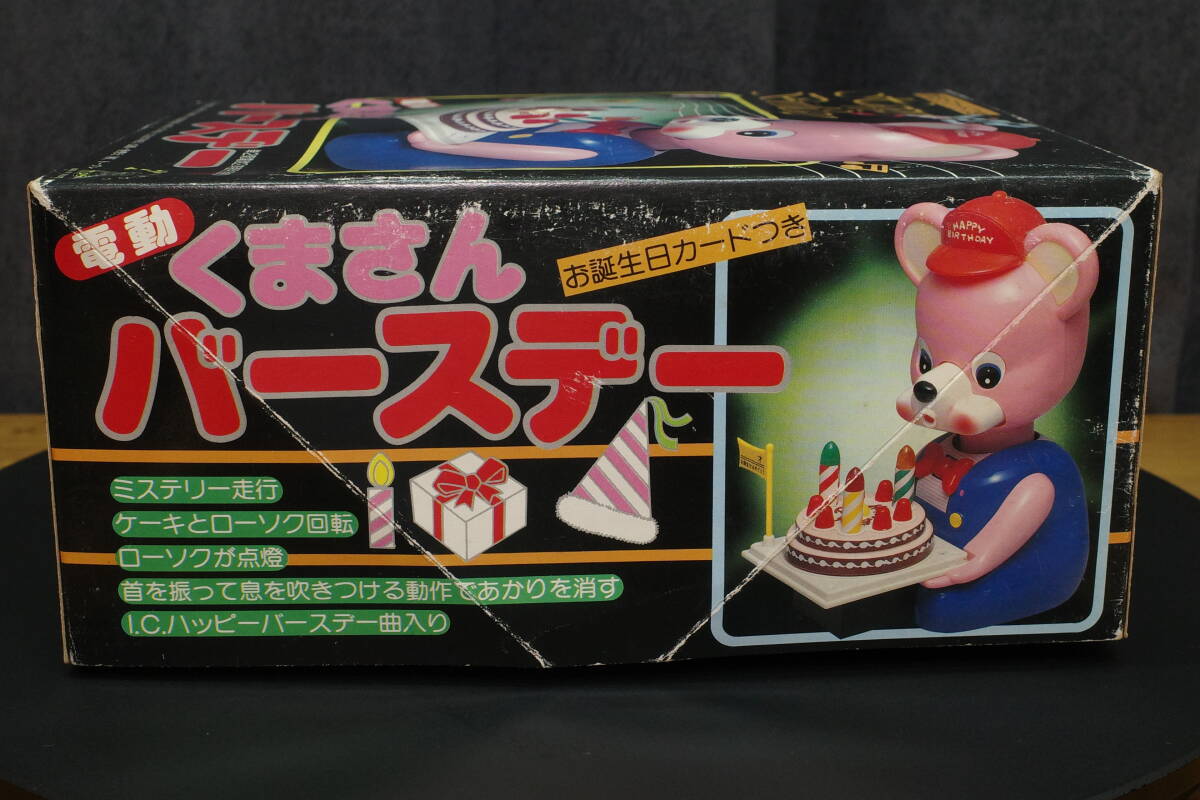 電動
くまさん
バースデー
お誕生日カードつき
HAPPY
BIRTHDAY
ミステリー走行
ケーキとローソク回転
ローソクが点燈
首を振って息を吹きつける動作であかりを消す
I.C.ハッピーバースデー曲入り